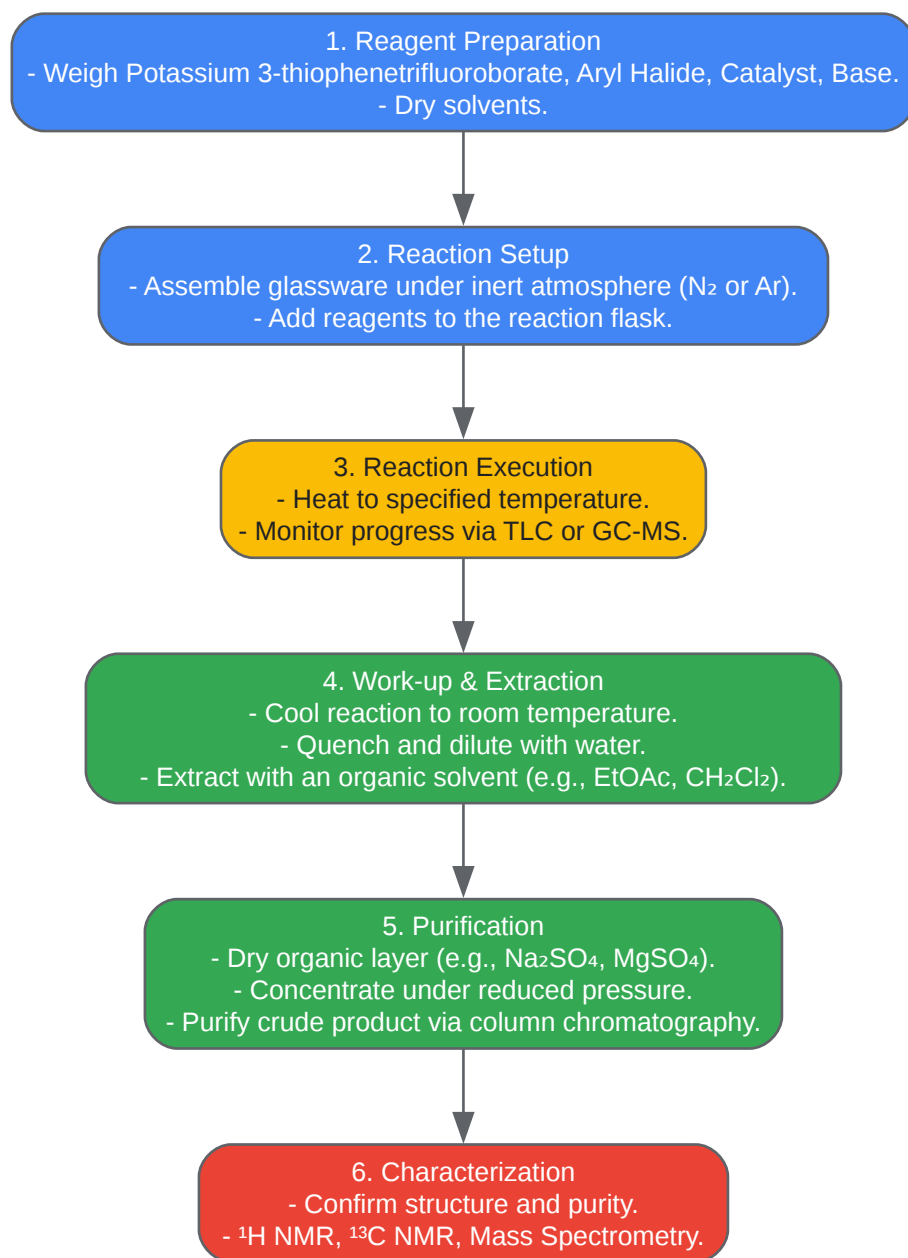 1. Reagent Preparation
- Weigh Potassium 3-thiophenetrifluoroborate, Aryl Halide, Catalyst, Base.
- Dry solvents.
2. Reaction Setup
- Assemble glassware under inert atmosphere (N₂ or Ar).
- Add reagents to the reaction flask.
3. Reaction Execution
- Heat to specified temperature.
- Monitor progress via TLC or GC-MS.
4. Work-up & Extraction
- Cool reaction to room temperature.
- Quench and dilute with water.
- Extract with an organic solvent (e.g., EtOAc, CH₂Cl₂).
5. Purification
- Dry organic layer (e.g., Na₂SO₄, MgSO₄).
- Concentrate under reduced pressure.
- Purify crude product via column chromatography.
6. Characterization
- Confirm structure and purity.
- ¹H NMR, ¹³C NMR, Mass Spectrometry.